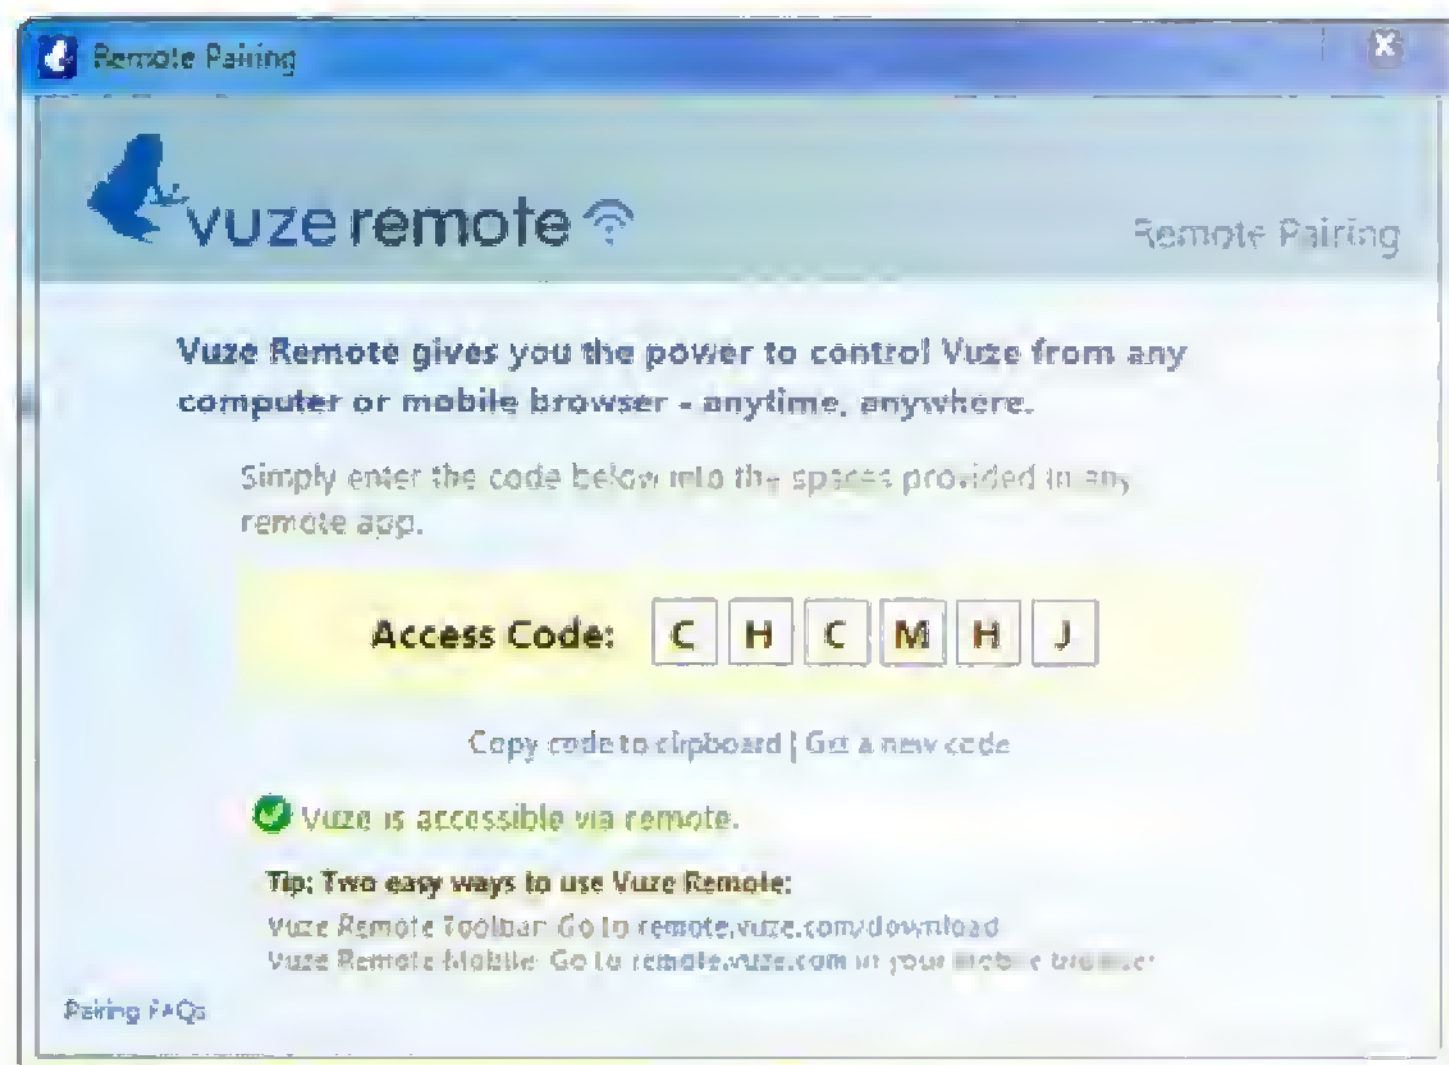 Remote Pairing
vuze remote
Remote Pairing
Vuze Remote gives you the power to control Vuze from any
computer or mobile browser - anytime, anywhere.
Simply enter the code below into the spaces provided in any
remote app.
Access Code: C H C M H J
Copy code to clipboard | Get a new code
Vuze is accessible via remote.
Tip: Two easy ways to use Vuze Remote:
Vuze Remote Toolbar: Go to remote.vuze.com/download
Vuze Remote Mobile: Go to remote.vuze.com in your mobile browser
Pairing FAQs